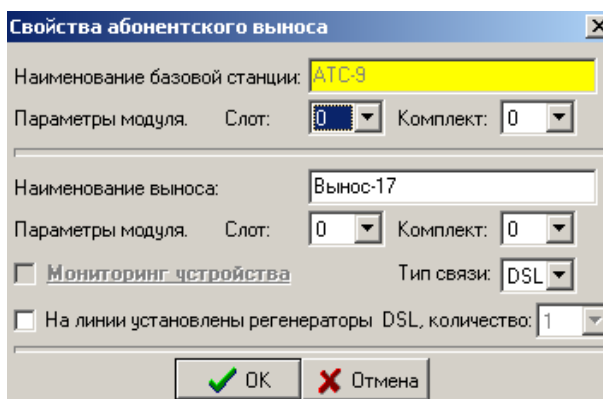 Свойства абонентского выноса
Наименование базовой станции: АТС-9
Параметры модуля. Слот: 0 Комплект: 0
Наименование выноса: Вынос-17
Параметры модуля. Слот: 0 Комплект: 0
Мониторинг устройства Тип связи: DSL
На линии установлены регенераторы DSL, количество: 1
OK Отмена